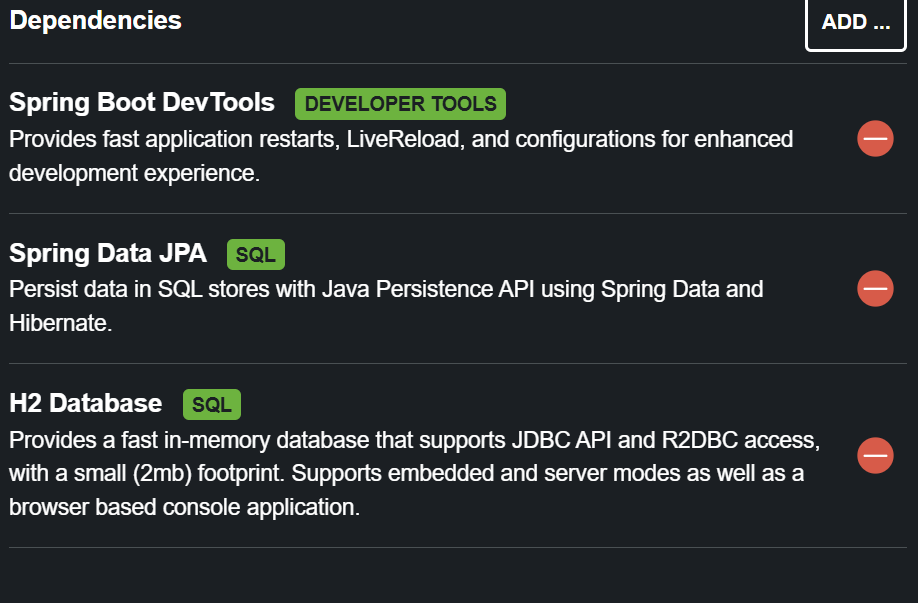 Dependencies
ADD ...
Spring Boot DevTools DEVELOPER TOOLS
Provides fast application restarts, LiveReload, and configurations for enhanced
development experience.
Spring Data JPA SQL
Persist data in SQL stores with Java Persistence API using Spring Data and
Hibernate.
H2 Database SQL
Provides a fast in-memory database that supports JDBC API and R2DBC access,
with a small (2mb) footprint. Supports embedded and server modes as well as a
browser based console application.